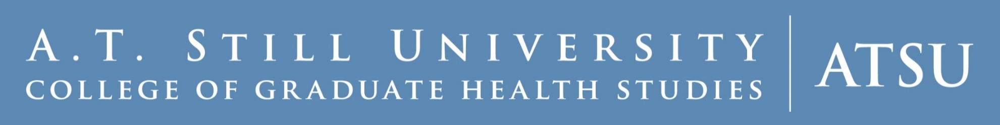 A.T. STILL UNIVERSITY
COLLEGE OF GRADUATE HEALTH STUDIES
ATSU